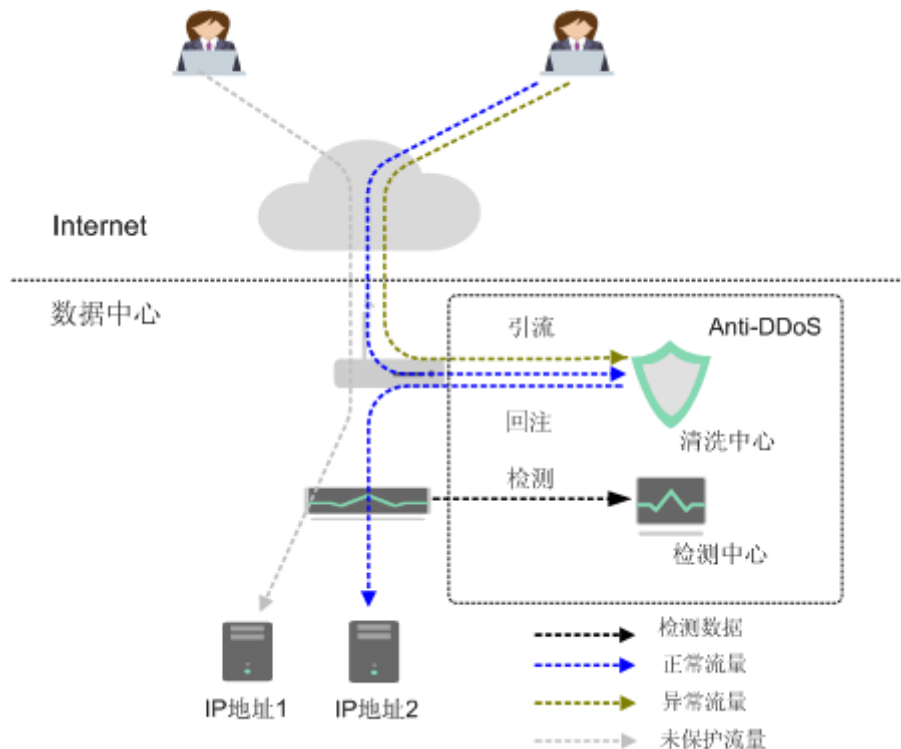 Internet
数据中心
引流
Anti-DDoS
回注
清洗中心
检测
检测中心
IP地址1
IP地址2
检测数据
正常流量
异常流量
未保护流量